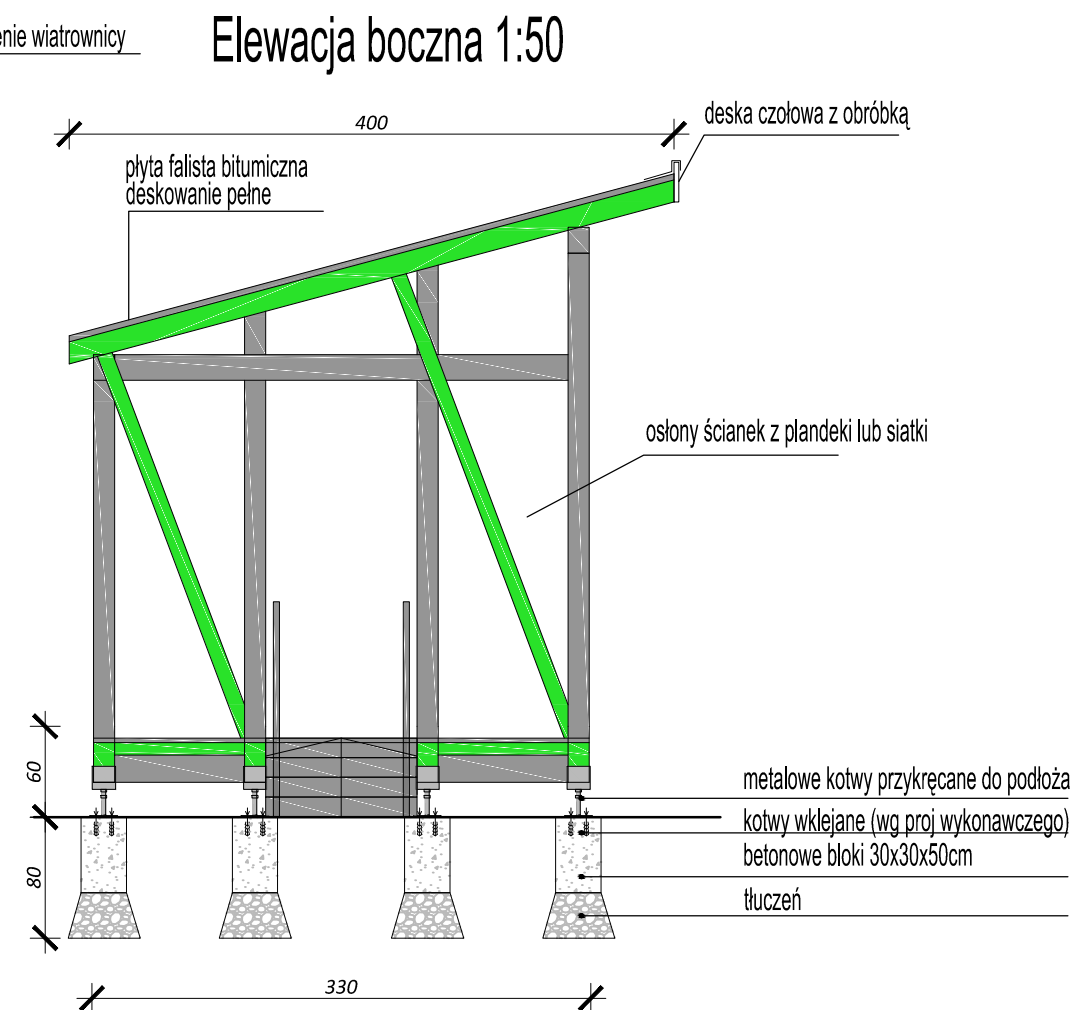 enie wiatrownicy
Elewacja boczna 1:50
400
deska czołowa z obróbką
płyta falista bitumiczna
deskowanie pełne
osłony ścianek z plandeki lub siatki
60
metalowe kotwy przykręcane do podłoża
kotwy wklejane (wg proj wykonawczego)
betonowe bloki 30x30x50cm
80
tłuczeń
330